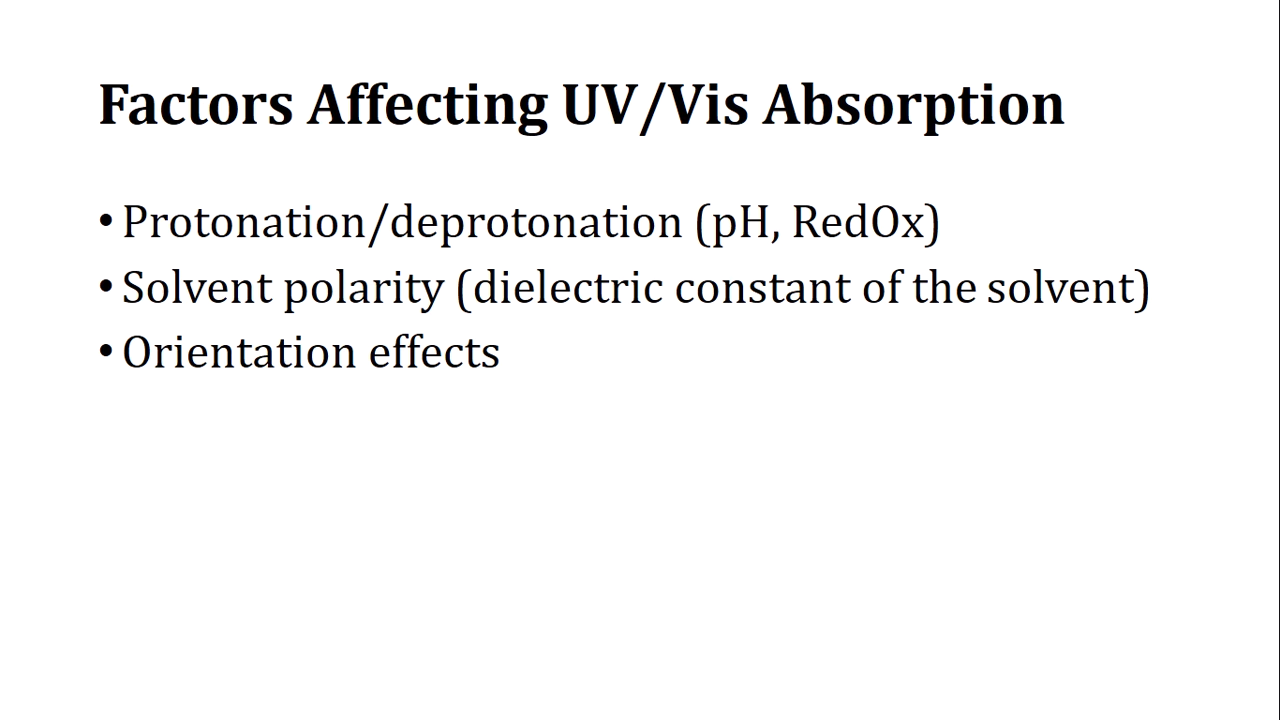 Factors Affecting UV/Vis Absorption
• Protonation/deprotonation (pH, RedOx)
• Solvent polarity (dielectric constant of the solvent)
• Orientation effects